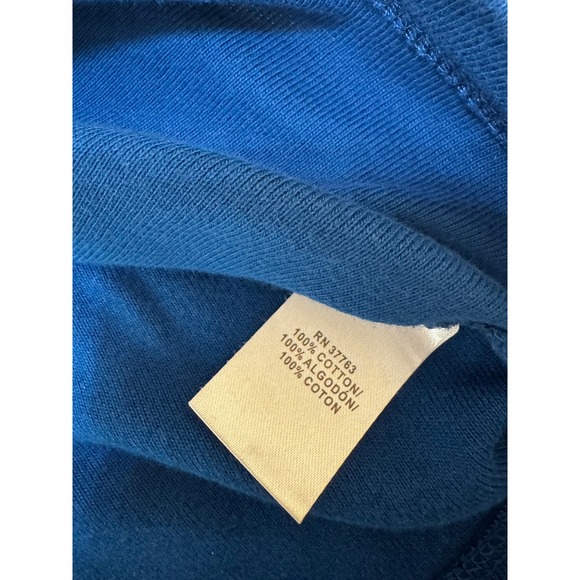 RN 37763
100% COTTON/
100% ALGODÓN/
100% COTON